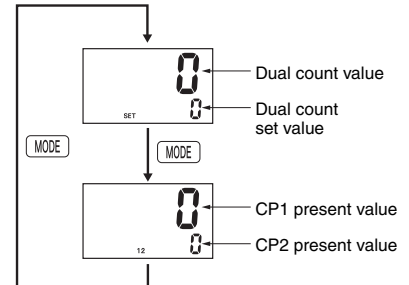 0
Dual count value
0
Dual count
set value
SET
MODE
MODE
0
CP1 present value
0
CP2 present value
12